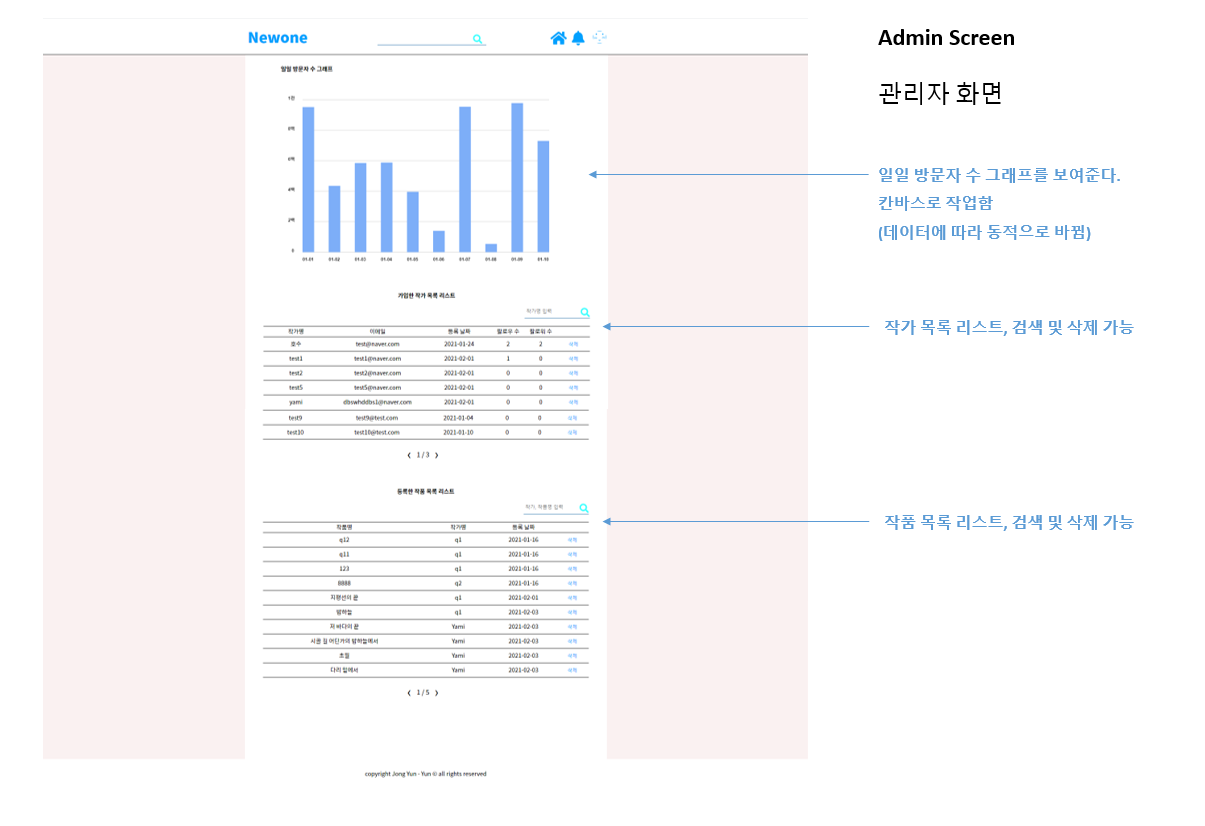 Newone
Admin Screen
관리자 화면
일일 방문자 수 그래프
1천
8백
6백
4백
2백
0
01-01 01-02 01-03 01-04 01-05 01-06 01-07 01-08 01-09 01-10
일일 방문자 수 그래프를 보여준다.
칸바스로 작업함
(데이터에 따라 동적으로 바뀜)
가입한 작가 목록 리스트
작가명 입력
작가 목록 리스트, 검색 및 삭제 가능
작가명 이메일 등록 날짜 팔로우 수 팔로워 수
test@naver.com 2021-01-24 2 2 삭제
test1 test1@naver.com 2021-02-01 1 0 삭제
test2 test2@naver.com 2021-02-01 0 0 삭제
test5 test5@naver.com 2021-02-01 0 0 삭제
yami dbswhddbs1@naver.com 2021-02-01 0 0 삭제
test9 test9@test.com 2021-01-04 0 0 삭제
test10 test10@test.com 2021-01-10 0 0 삭제
❮ 1 / 3 ❯
등록한 작품 목록 리스트
작가, 작품명 입력
작품 목록 리스트, 검색 및 삭제 가능
작품명 작가명 등록 날짜
q12 q1 2021-01-16 삭제
q11 q1 2021-01-16 삭제
123 q1 2021-01-16 삭제
8888 q2 2021-01-16 삭제
지평선의 끝 q1 2021-02-01 삭제
밤하늘 q1 2021-02-03 삭제
저 바다의 끝 Yami 2021-02-03 삭제
시골 길 어딘가의 밤하늘에서 Yami 2021-02-03 삭제
초월 Yami 2021-02-03 삭제
다리 밑에서 Yami 2021-02-03 삭제
❮ 1 / 5 ❯
copyright Jong Yun - Yun © all rights reserved